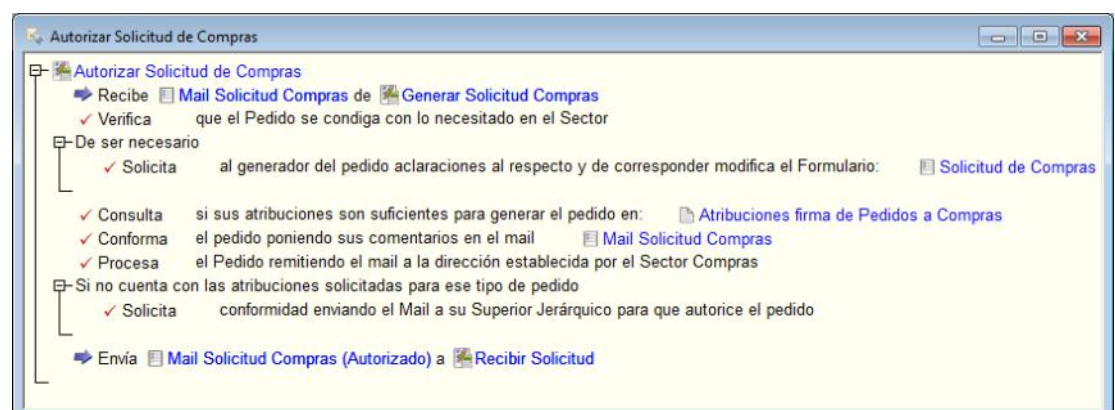 Autorizar Solicitud de Compras
Autorizar Solicitud de Compras
Recibe Mail Solicitud Compras de Generar Solicitud Compras
Verifica que el Pedido se condiga con lo necesitado en el Sector
De ser necesario
Solicita al generador del pedido aclaraciones al respecto y de corresponder modifica el Formulario: Solicitud de Compras
Consulta si sus atribuciones son suficientes para generar el pedido en: Atribuciones firma de Pedidos a Compras
Conforma el pedido poniendo sus comentarios en el mail Mail Solicitud Compras
Procesa el Pedido remitiendo el mail a la dirección establecida por el Sector Compras
Si no cuenta con las atribuciones solicitadas para ese tipo de pedido
Solicita conformidad enviando el Mail a su Superior Jerárquico para que autorice el pedido
Envía Mail Solicitud Compras (Autorizado) a Recibir Solicitud